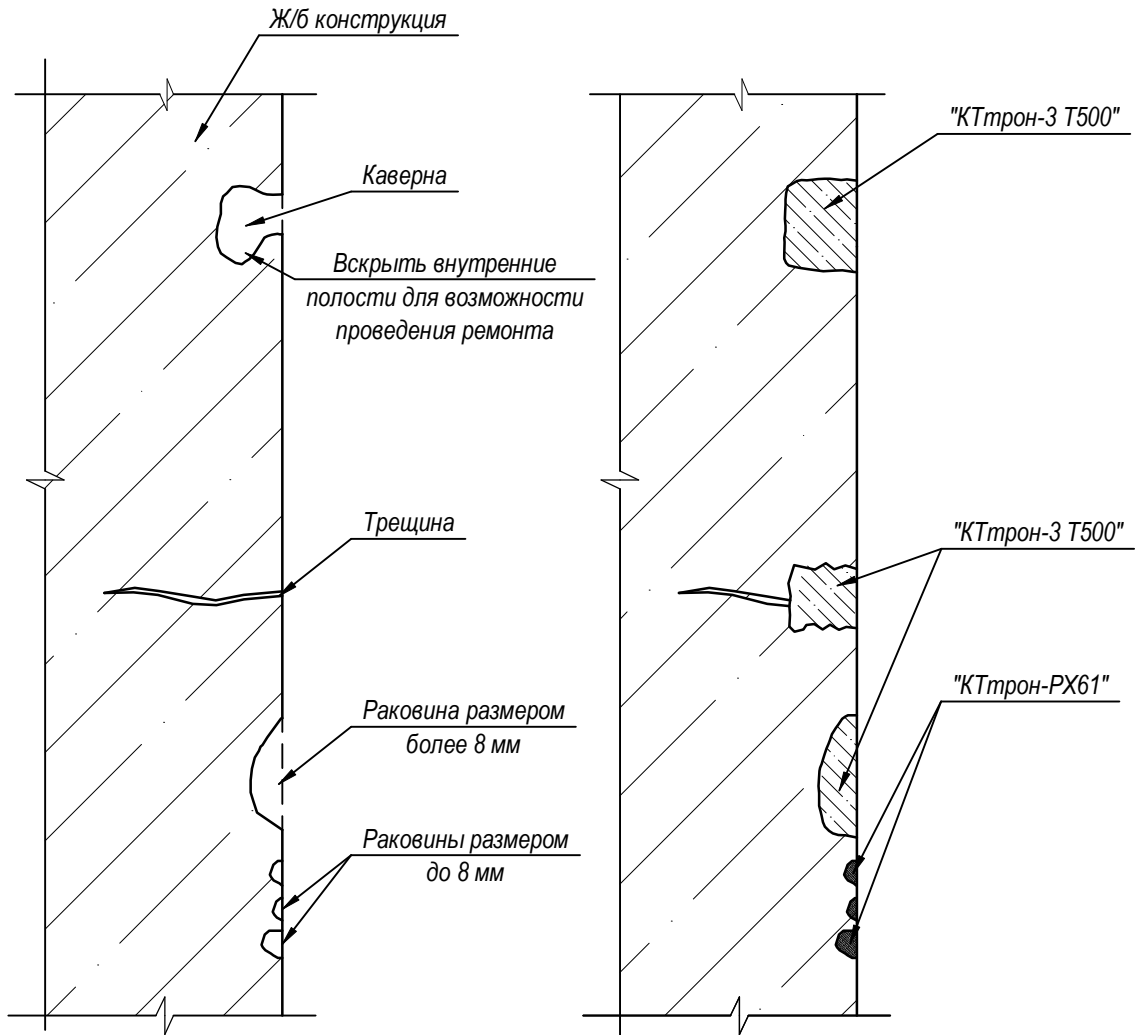 Ж/б конструкция
Каверна
Вскрыть внутренние
полости для возможности
проведения ремонта
Трещина
Раковина размером
более 8 мм
Раковины размером
до 8 мм
"КТтрон-3 Т500"
"КТтрон-3 Т500"
"КТтрон-РХ61"